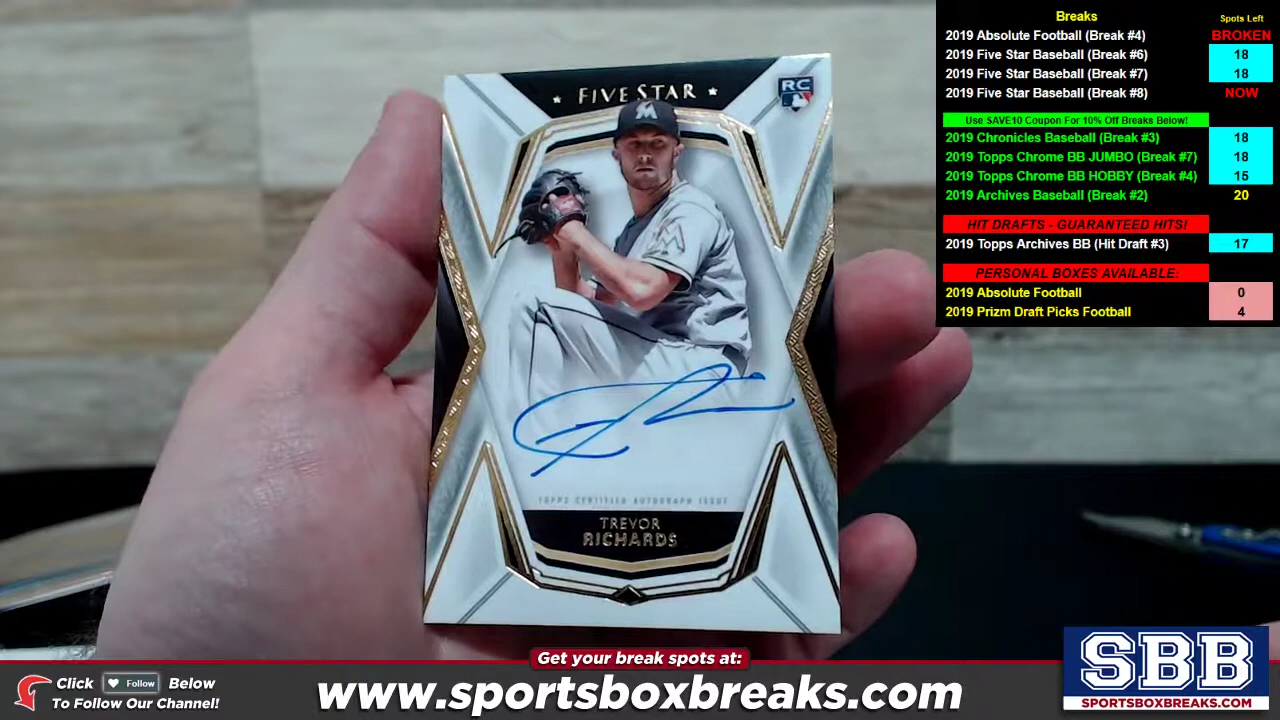 Breaks Spots Left
2019 Absolute Football (Break #4) BROKEN
2019 Five Star Baseball (Break #6) 18
2019 Five Star Baseball (Break #7) 18
2019 Five Star Baseball (Break #8) NOW
Use SAVE10 Coupon For 10% Off Breaks Below!
2019 Chronicles Baseball (Break #3) 18
2019 Topps Chrome BB JUMBO (Break #7) 18
2019 Topps Chrome BB HOBBY (Break #4) 15
2019 Archives Baseball (Break #2) 20
HIT DRAFTS - GUARANTEED HITS!
2019 Topps Archives BB (Hit Draft #3) 17
PERSONAL BOXES AVAILABLE:
2019 Absolute Football 0
2019 Prizm Draft Picks Football 4
FIVE STAR
RC
M
TOPPS CERTIFIED AUTOGRAPH ISSUE
TREVOR
RICHARDS
Get your break spots at:
Click Follow Below
To Follow Our Channel!
www.sportsboxbreaks.com
SBB
SPORTSBOXBREAKS.COM